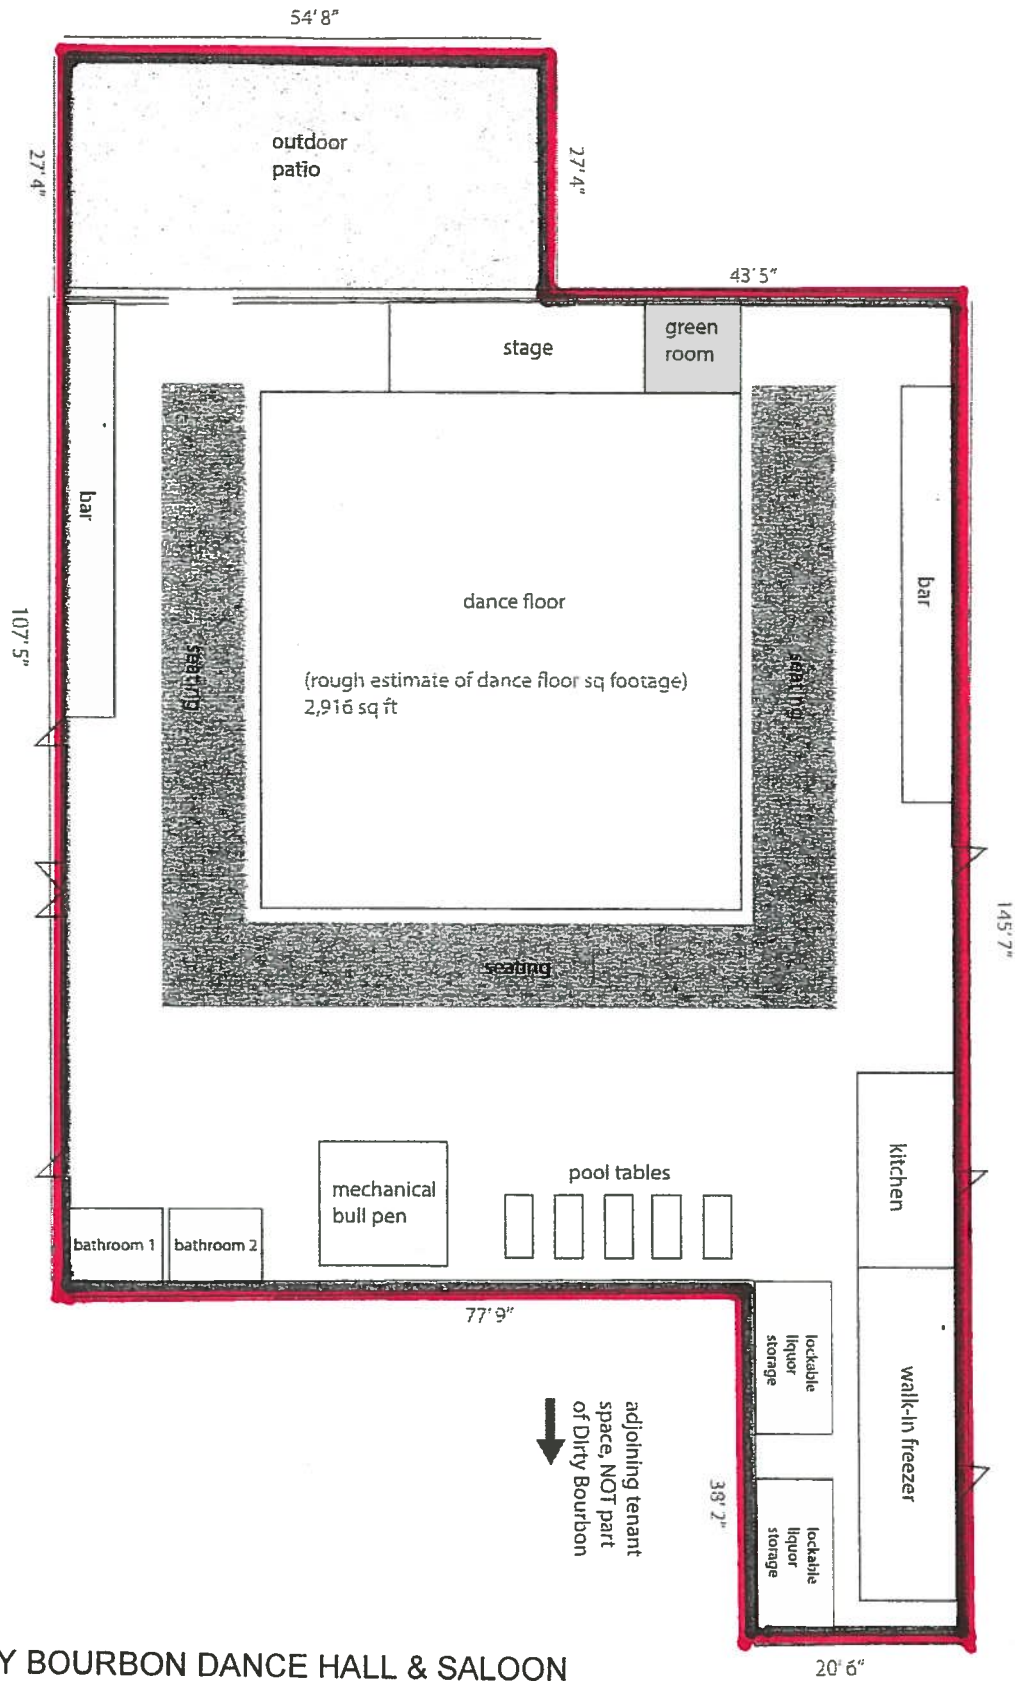 54'8"
27'4"
outdoor
patio
27'4"
43'5"
stage
green
room
bar
seating
dance floor
(rough estimate of dance floor sq footage)
2,916 sq ft
seating
bar
107'5"
145'7"
seating
kitchen
mechanical
bull pen
pool tables
bathroom 1
bathroom 2
77'9"
lockable
liquor
storage
walk-in freezer
adjoining tenant
space, NOT part
of Dirty Bourbon
38'2"
lockable
liquor
storage
Y BOURBON DANCE HALL & SALOON
20'6"